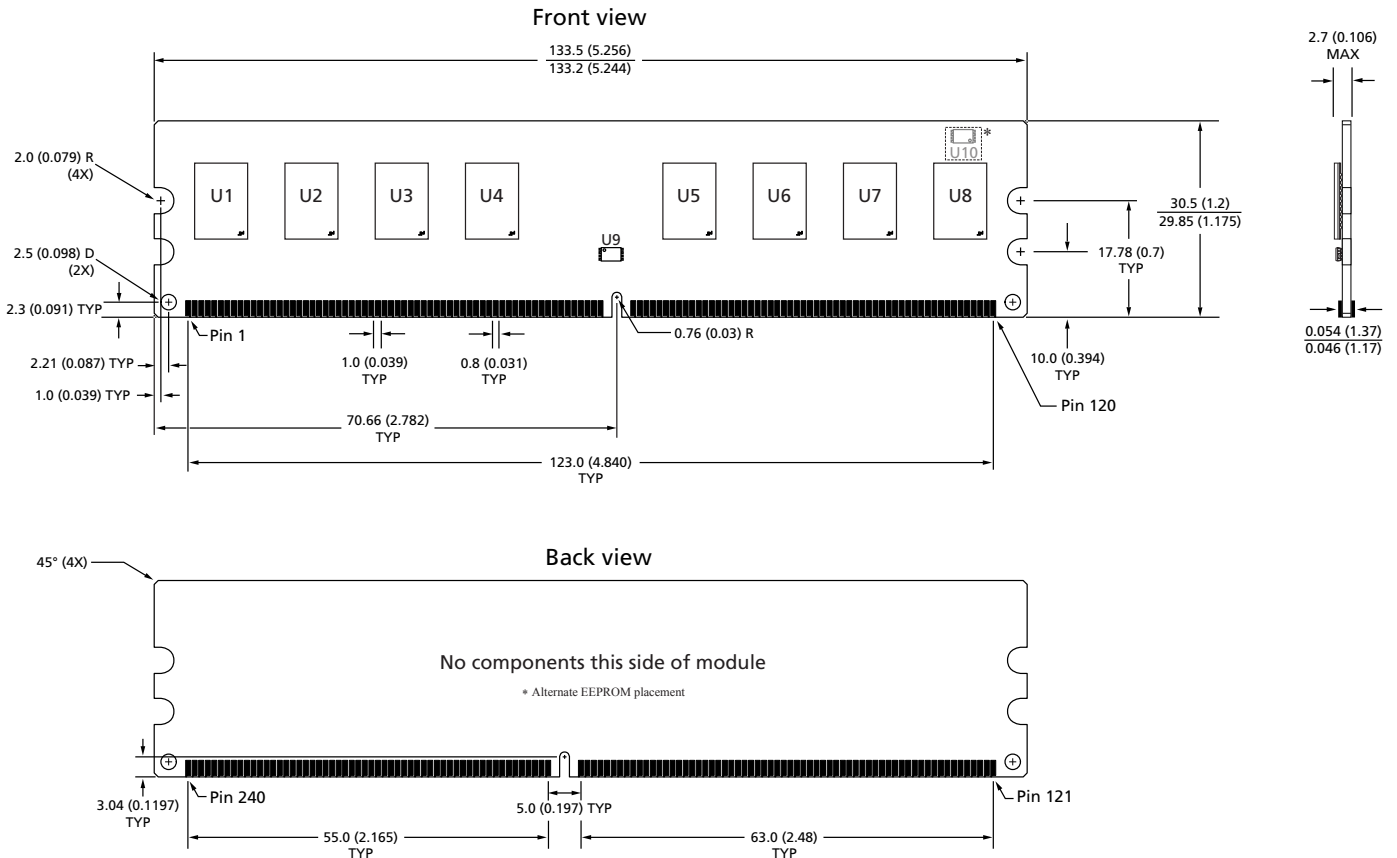 Front view
133.5 (5.256)
133.2 (5.244)
2.7 (0.106)
MAX
2.0 (0.079) R
(4X)
U1
U2
U3
U4
U5
U6
U7
U8
U10
*
U9
30.5 (1.2)
29.85 (1.175)
17.78 (0.7)
TYP
2.5 (0.098) D
(2X)
2.3 (0.091) TYP
Pin 1
0.76 (0.03) R
2.21 (0.087) TYP
1.0 (0.039)
TYP
0.8 (0.031)
TYP
10.0 (0.394)
TYP
0.054 (1.37)
0.046 (1.17)
1.0 (0.039) TYP
Pin 120
70.66 (2.782)
TYP
123.0 (4.840)
TYP
Back view
45° (4X)
No components this side of module
* Alternate EEPROM placement
3.04 (0.1197)
TYP
Pin 240
5.0 (0.197) TYP
Pin 121
55.0 (2.165)
TYP
63.0 (2.48)
TYP